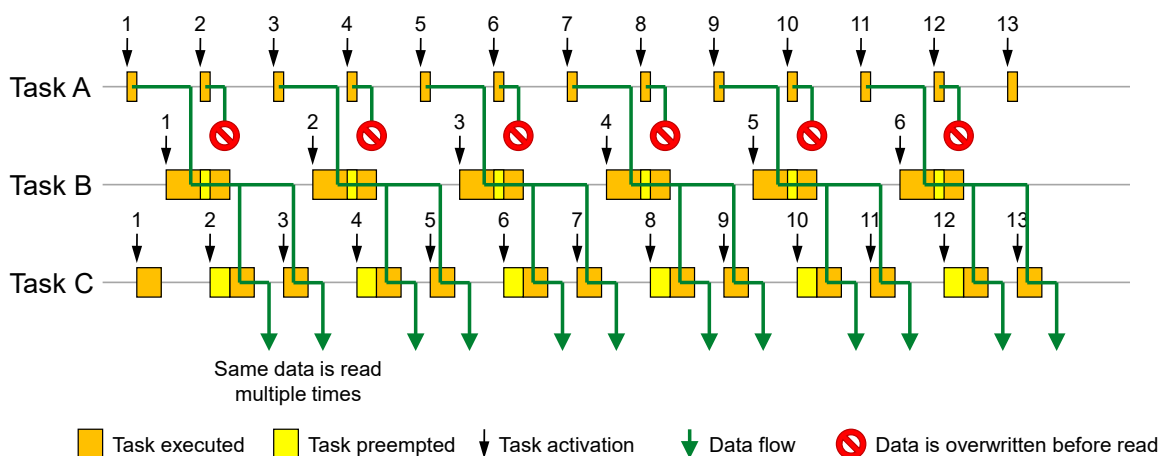 1 2 3 4 5 6 7 8 9 10 11 12 13
Task A
1 2 3 4 5 6
Task B
1 2 3 4 5 6 7 8 9 10 11 12 13
Task C
Same data is read
multiple times
Task executed Task preempted Task activation Data flow Data is overwritten before read